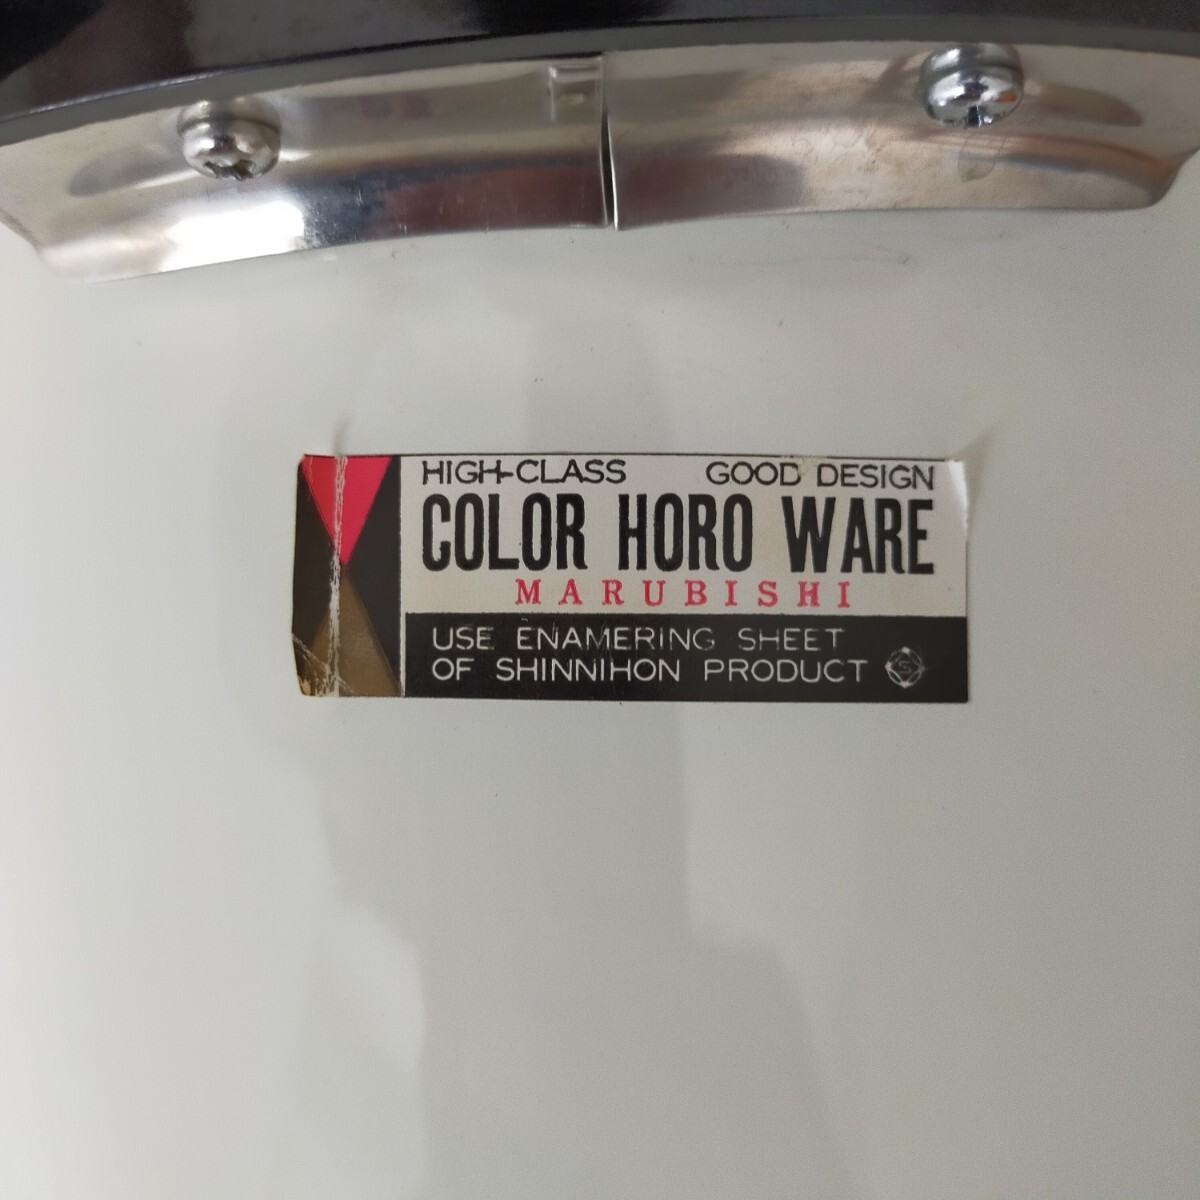 HIGH-CLASS GOOD DESIGN
COLOR HORO WARE
MARUBISHI
USE ENAMERING SHEET
OF SHINNIHON PRODUCT S